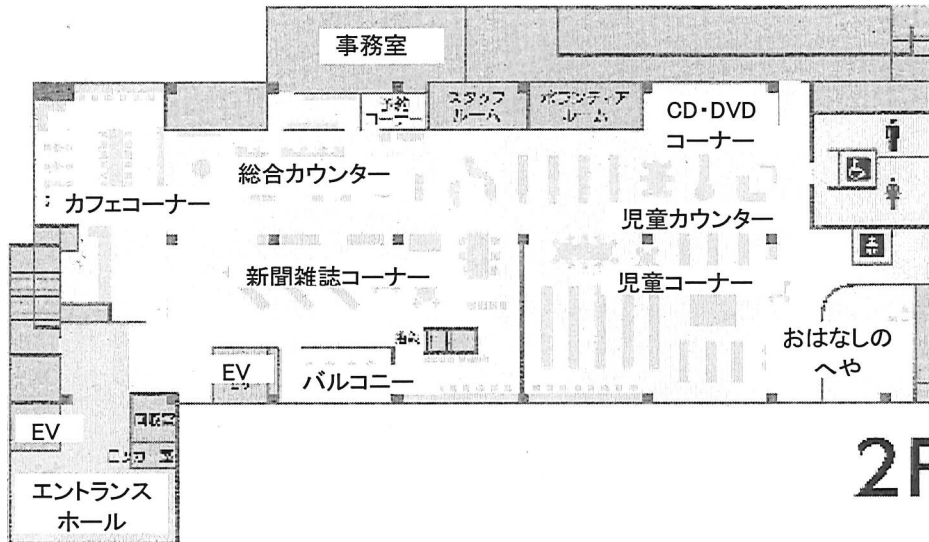 事務室
予約
コーナー
スタッフ
ルーム
ボランティア
ルーム
CD・DVD
コーナー
総合カウンター
カフェコーナー
児童カウンター
新聞雑誌コーナー
児童コーナー
おはなしの
へや
EV
バルコニー
EV
エントランス
ホール
2F